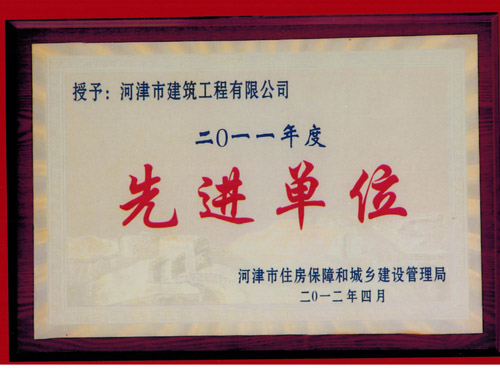 授予：河津市建筑工程有限公司
二〇一一年度
先进单位
河津市住房保障和城乡建设管理局
二〇一二年四月